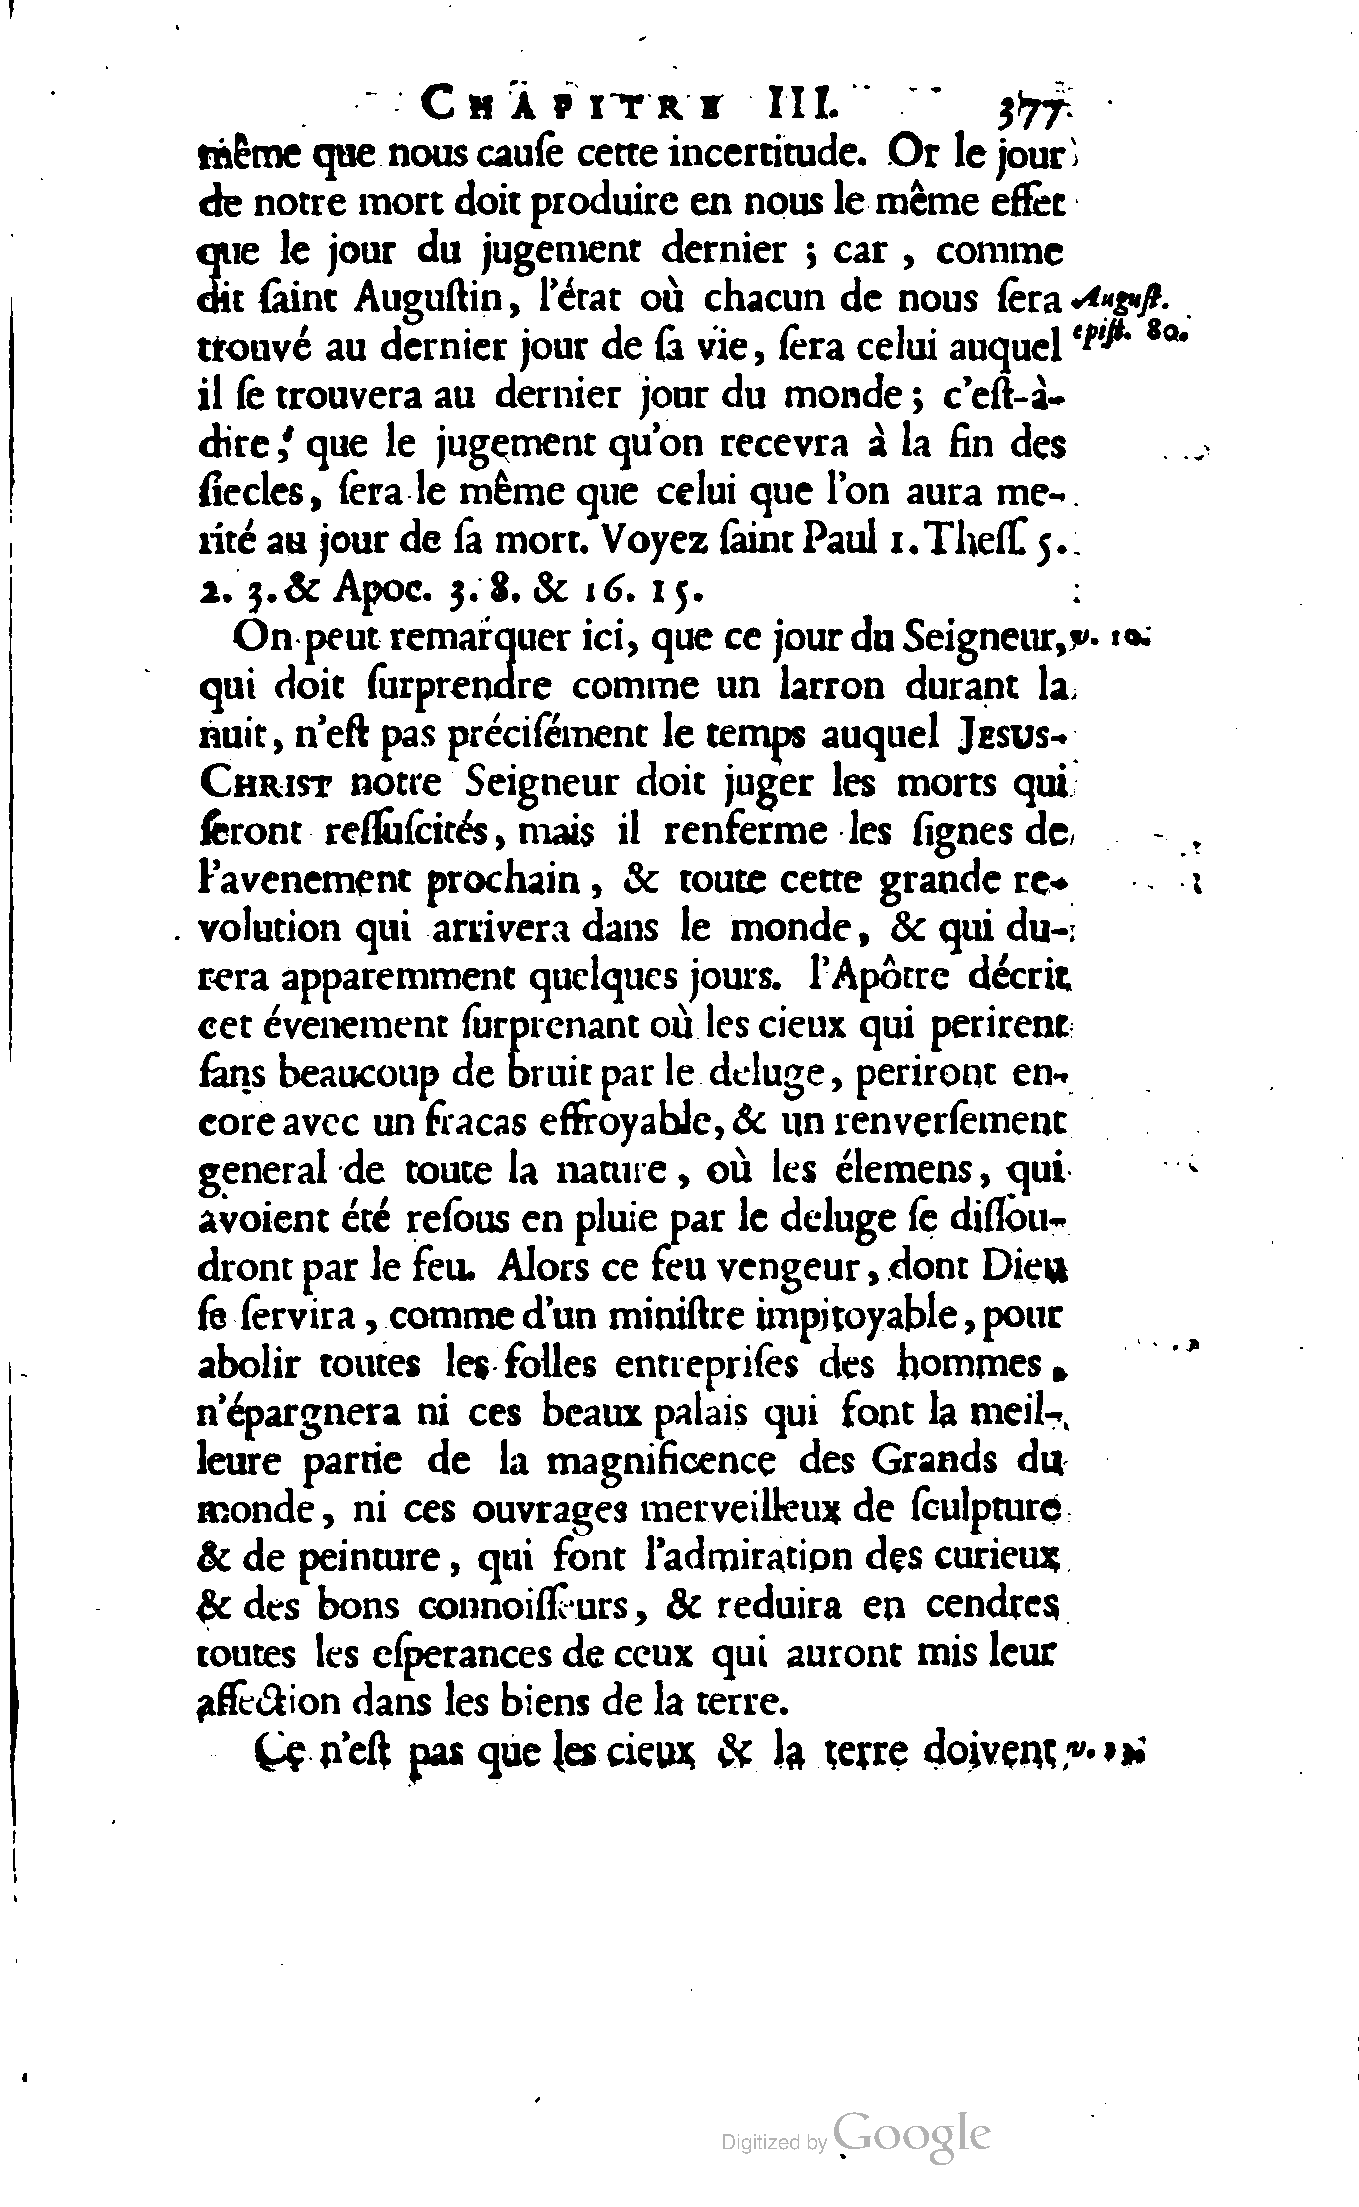 CHAPITRE III. 377
même que nous cauſe cette incertitude. Or le jour
de notre mort doit produire en nous le même effet
que le jour du jugement dernier ; car , comme
dit ſaint Auguſtin, l'état où chacun de nous ſera Auguſt.
trouvé au dernier jour de ſa vie, ſera celui auquel epiſt. 80.
il ſe trouvera au dernier jour du monde ; c'eſt-à-
dire, que le jugement qu'on recevra à la fin des
ſiecles, ſera le même que celui que l'on aura me-
rité au jour de ſa mort. Voyez ſaint Paul 1. Theſſ. 5.
2. 3. & Apoc. 3. 8. & 16. 15.
On peut remarquer ici, que ce jour du Seigneur, v. 10.
qui doit ſurprendre comme un larron durant la
nuit, n'eſt pas préciſément le temps auquel JESUS-
CHRIST notre Seigneur doit juger les morts qui
ſeront reſſuſcités, mais il renferme les ſignes de
l'avenement prochain, & toute cette grande re-
volution qui arrivera dans le monde, & qui du-
rera apparemment quelques jours. l'Apôtre décrit
cet évenement ſurprenant où les cieux qui perirent
ſans beaucoup de bruit par le deluge, periront en-
core avec un fracas effroyable, & un renverſement
general de toute la nature, où les élemens, qui
avoient été reſous en pluie par le deluge ſe diſſou-
dront par le feu. Alors ce feu vengeur, dont Dieu
ſe ſervira, comme d'un miniſtre impitoyable, pour
abolir toutes les folles entrepriſes des hommes,
n'épargnera ni ces beaux palais qui font la meil-
leure partie de la magnificence des Grands du
monde, ni ces ouvrages merveilleux de ſculpture
& de peinture, qui font l'admiration des curieux
& des bons connoiſſeurs, & reduira en cendres
toutes les eſperances de ceux qui auront mis leur
affection dans les biens de la terre.
Ce n'eſt pas que les cieux & la terre doivent v.
Digitized by Google